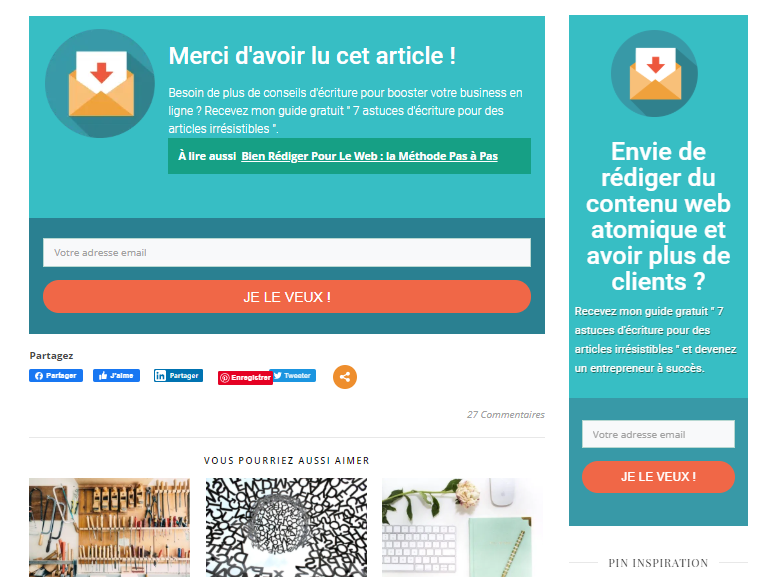 Merci d'avoir lu cet article !
Besoin de plus de conseils d'écriture pour booster votre business en
ligne ? Recevez mon guide gratuit " 7 astuces d'écriture pour des
articles irrésistibles ".
À lire aussi Bien Rédiger Pour Le Web : la Méthode Pas à Pas
Votre adresse email
JE LE VEUX !
Partagez
Partager J'aime Partager Enregistrer Tweeter
27 Commentaires
VOUS POURRIEZ AUSSI AIMER
Envie de
rédiger du
contenu web
atomique et
avoir plus de
clients ?
Recevez mon guide gratuit " 7
astuces d'écriture pour des
articles irrésistibles " et devenez
un entrepreneur à succès.
Votre adresse email
JE LE VEUX !
PIN INSPIRATION